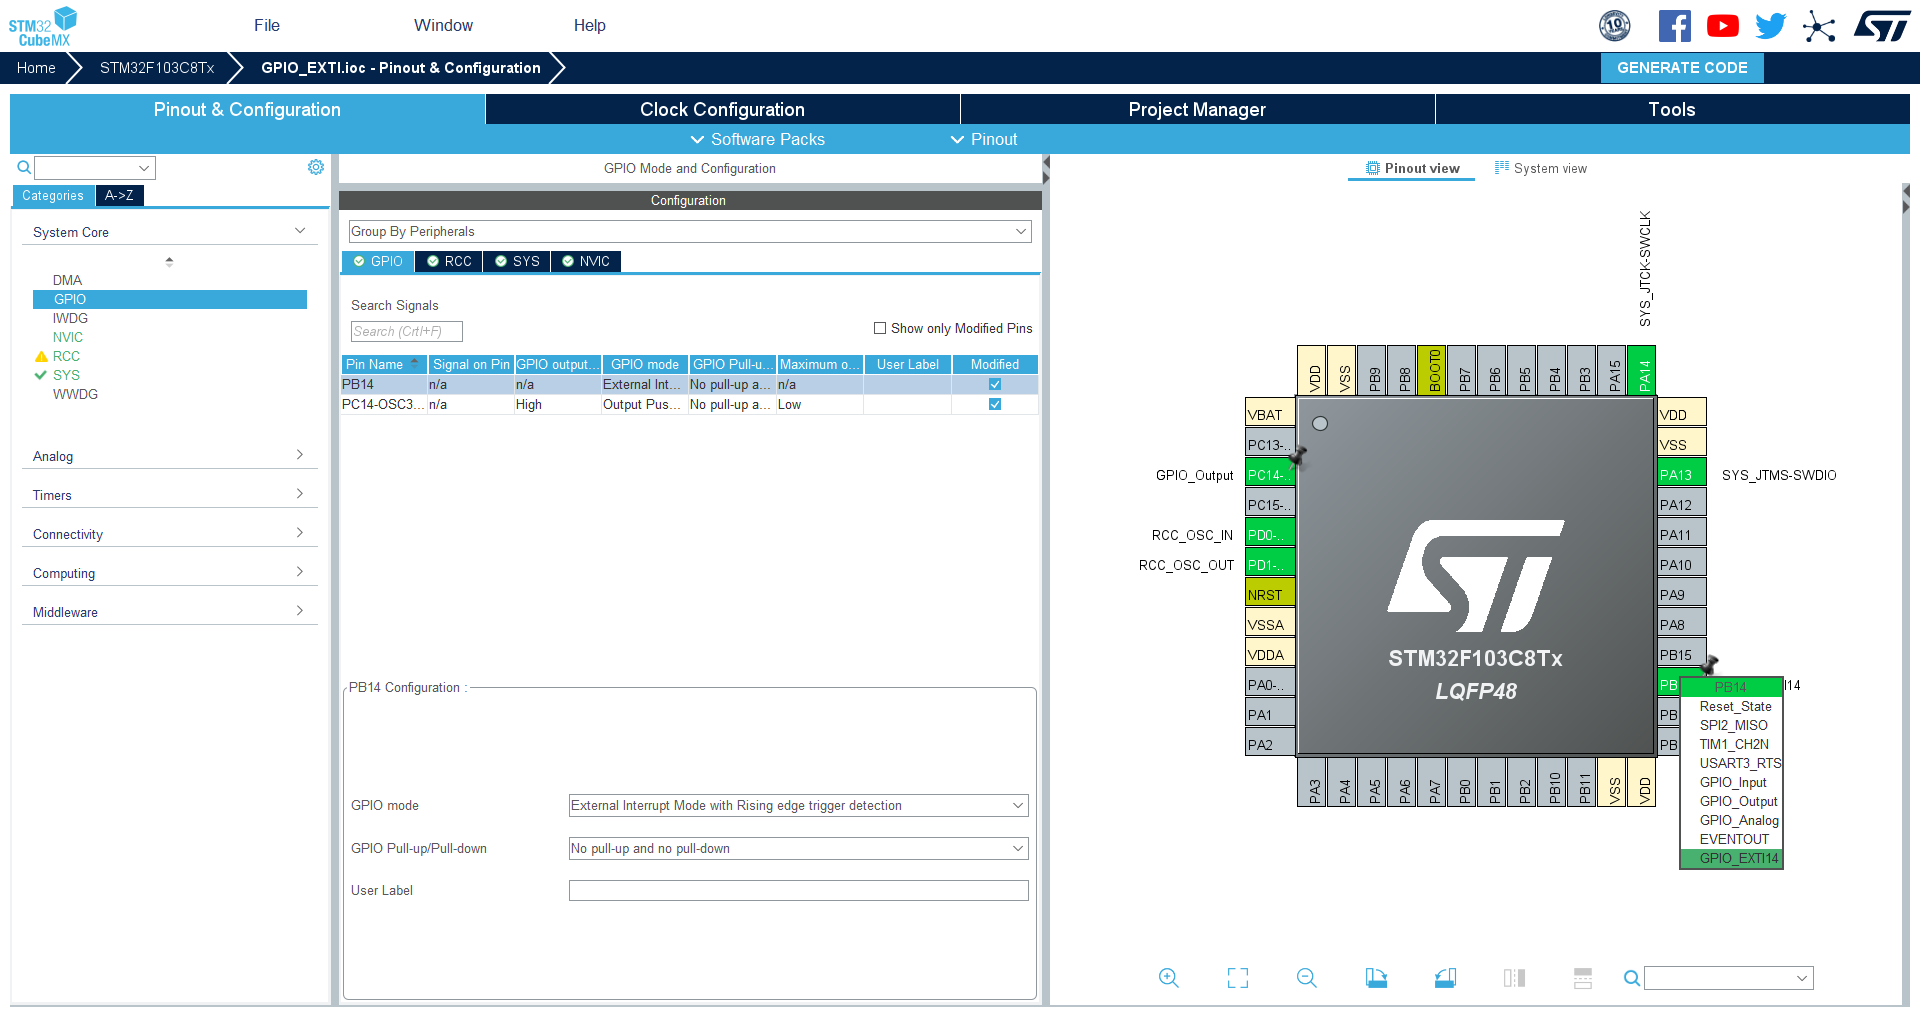 STM32
CubeMX
File
Window
Help
10
Home
STM32F103C8Tx
GPIO_EXTI.ioc - Pinout & Configuration
GENERATE CODE
Pinout & Configuration
Clock Configuration
Project Manager
Tools
Software Packs
Pinout
Categories
A->Z
System Core
DMA
GPIO
IWDG
NVIC
RCC
SYS
WWDG
Analog
Timers
Connectivity
Computing
Middleware
GPIO Mode and Configuration
Configuration
Group By Peripherals
GPIO
RCC
SYS
NVIC
Search Signals
Search (Crtl+F)
Show only Modified Pins
Pin Name Signal on Pin GPIO output... GPIO mode GPIO Pull-u... Maximum o... User Label Modified
PB14 n/a n/a External Int... No pull-up a... n/a
PC14-OSC3... n/a High Output Pus... No pull-up a... Low
PB14 Configuration :
GPIO mode
External Interrupt Mode with Rising edge trigger detection
GPIO Pull-up/Pull-down
No pull-up and no pull-down
User Label
Pinout view
System view
SYS_JTCK-SWCLK
VDD
VSS
PB9
PB8
BOOT0
PB7
PB6
PB5
PB4
PB3
PA15
PA14
VBAT
PC13-..
GPIO_Output
PC14-..
PC15-..
RCC_OSC_IN
PD0-..
RCC_OSC_OUT
PD1-..
NRST
VSSA
VDDA
PA0-..
PA1
PA2
ST
STM32F103C8Tx
LQFP48
VDD
VSS
PA13
SYS_JTMS-SWDIO
PA12
PA11
PA10
PA9
PA8
PB15
PB
I14
PB
PB
PB14
Reset_State
SPI2_MISO
TIM1_CH2N
USART3_RTS
GPIO_Input
GPIO_Output
GPIO_Analog
EVENTOUT
GPIO_EXTI14
PA3
PA4
PA5
PA6
PA7
PB0
PB1
PB2
PB10
PB11
VSS
VDD